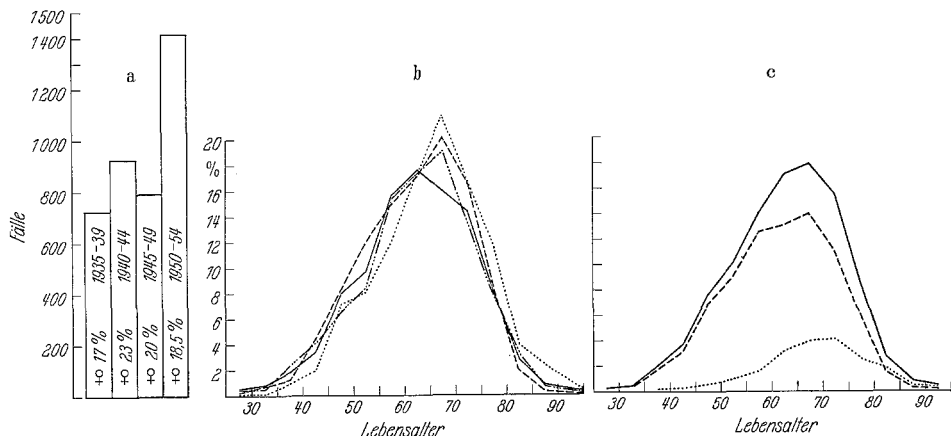 a
1500
1400
1200
1000
800
600
400
200
Fälle
1935-39
♀ 17 %
1940-44
♀ 23 %
1945-49
♀ 20 %
1950-54
♀ 18,5 %
b
20
%
16
14
12
10
8
6
4
2
30 40 50 60 70 80 90
Lebensalter
c
30 40 50 60 70 80 90
Lebensalter